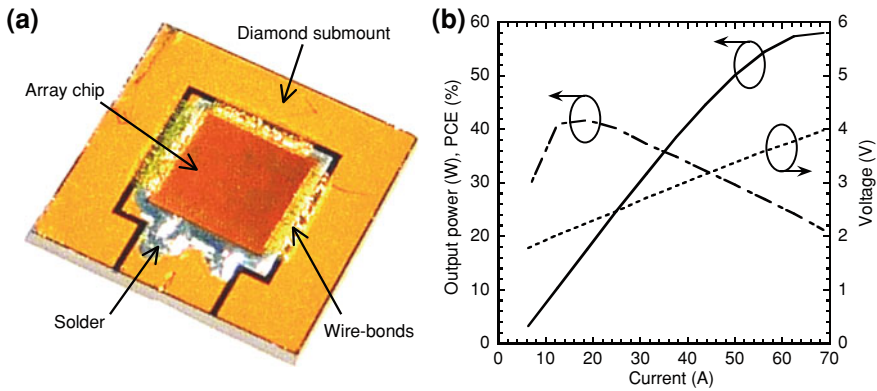 (a)
Diamond submount
Array chip
Solder
Wire-bonds
(b)
Output power (W), PCE (%)
60
50
40
30
20
10
0
0 10 20 30 40 50 60 70
Current (A)
6
5
4
3
2
1
0
Voltage (V)